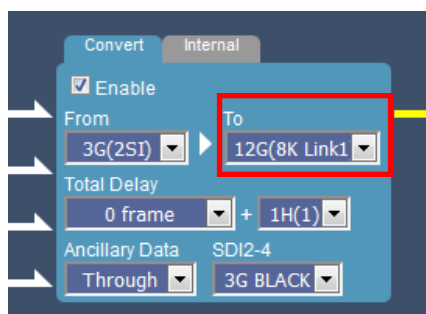 Convert Internal
Enable
From To
3G(2SI) 12G(8K Link1
Total Delay
0 frame + 1H(1)
Ancillary Data SDI2-4
Through 3G BLACK